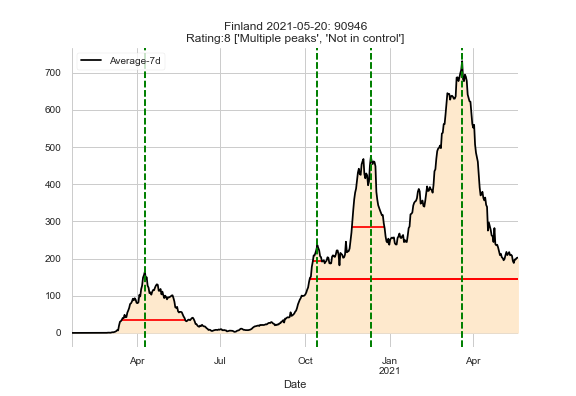 Finland 2021-05-20: 90946
Rating:8 ['Multiple peaks', 'Not in control']
Average-7d
700
600
500
400
300
200
100
0
Apr
Jul
Oct
Jan
2021
Apr
Date